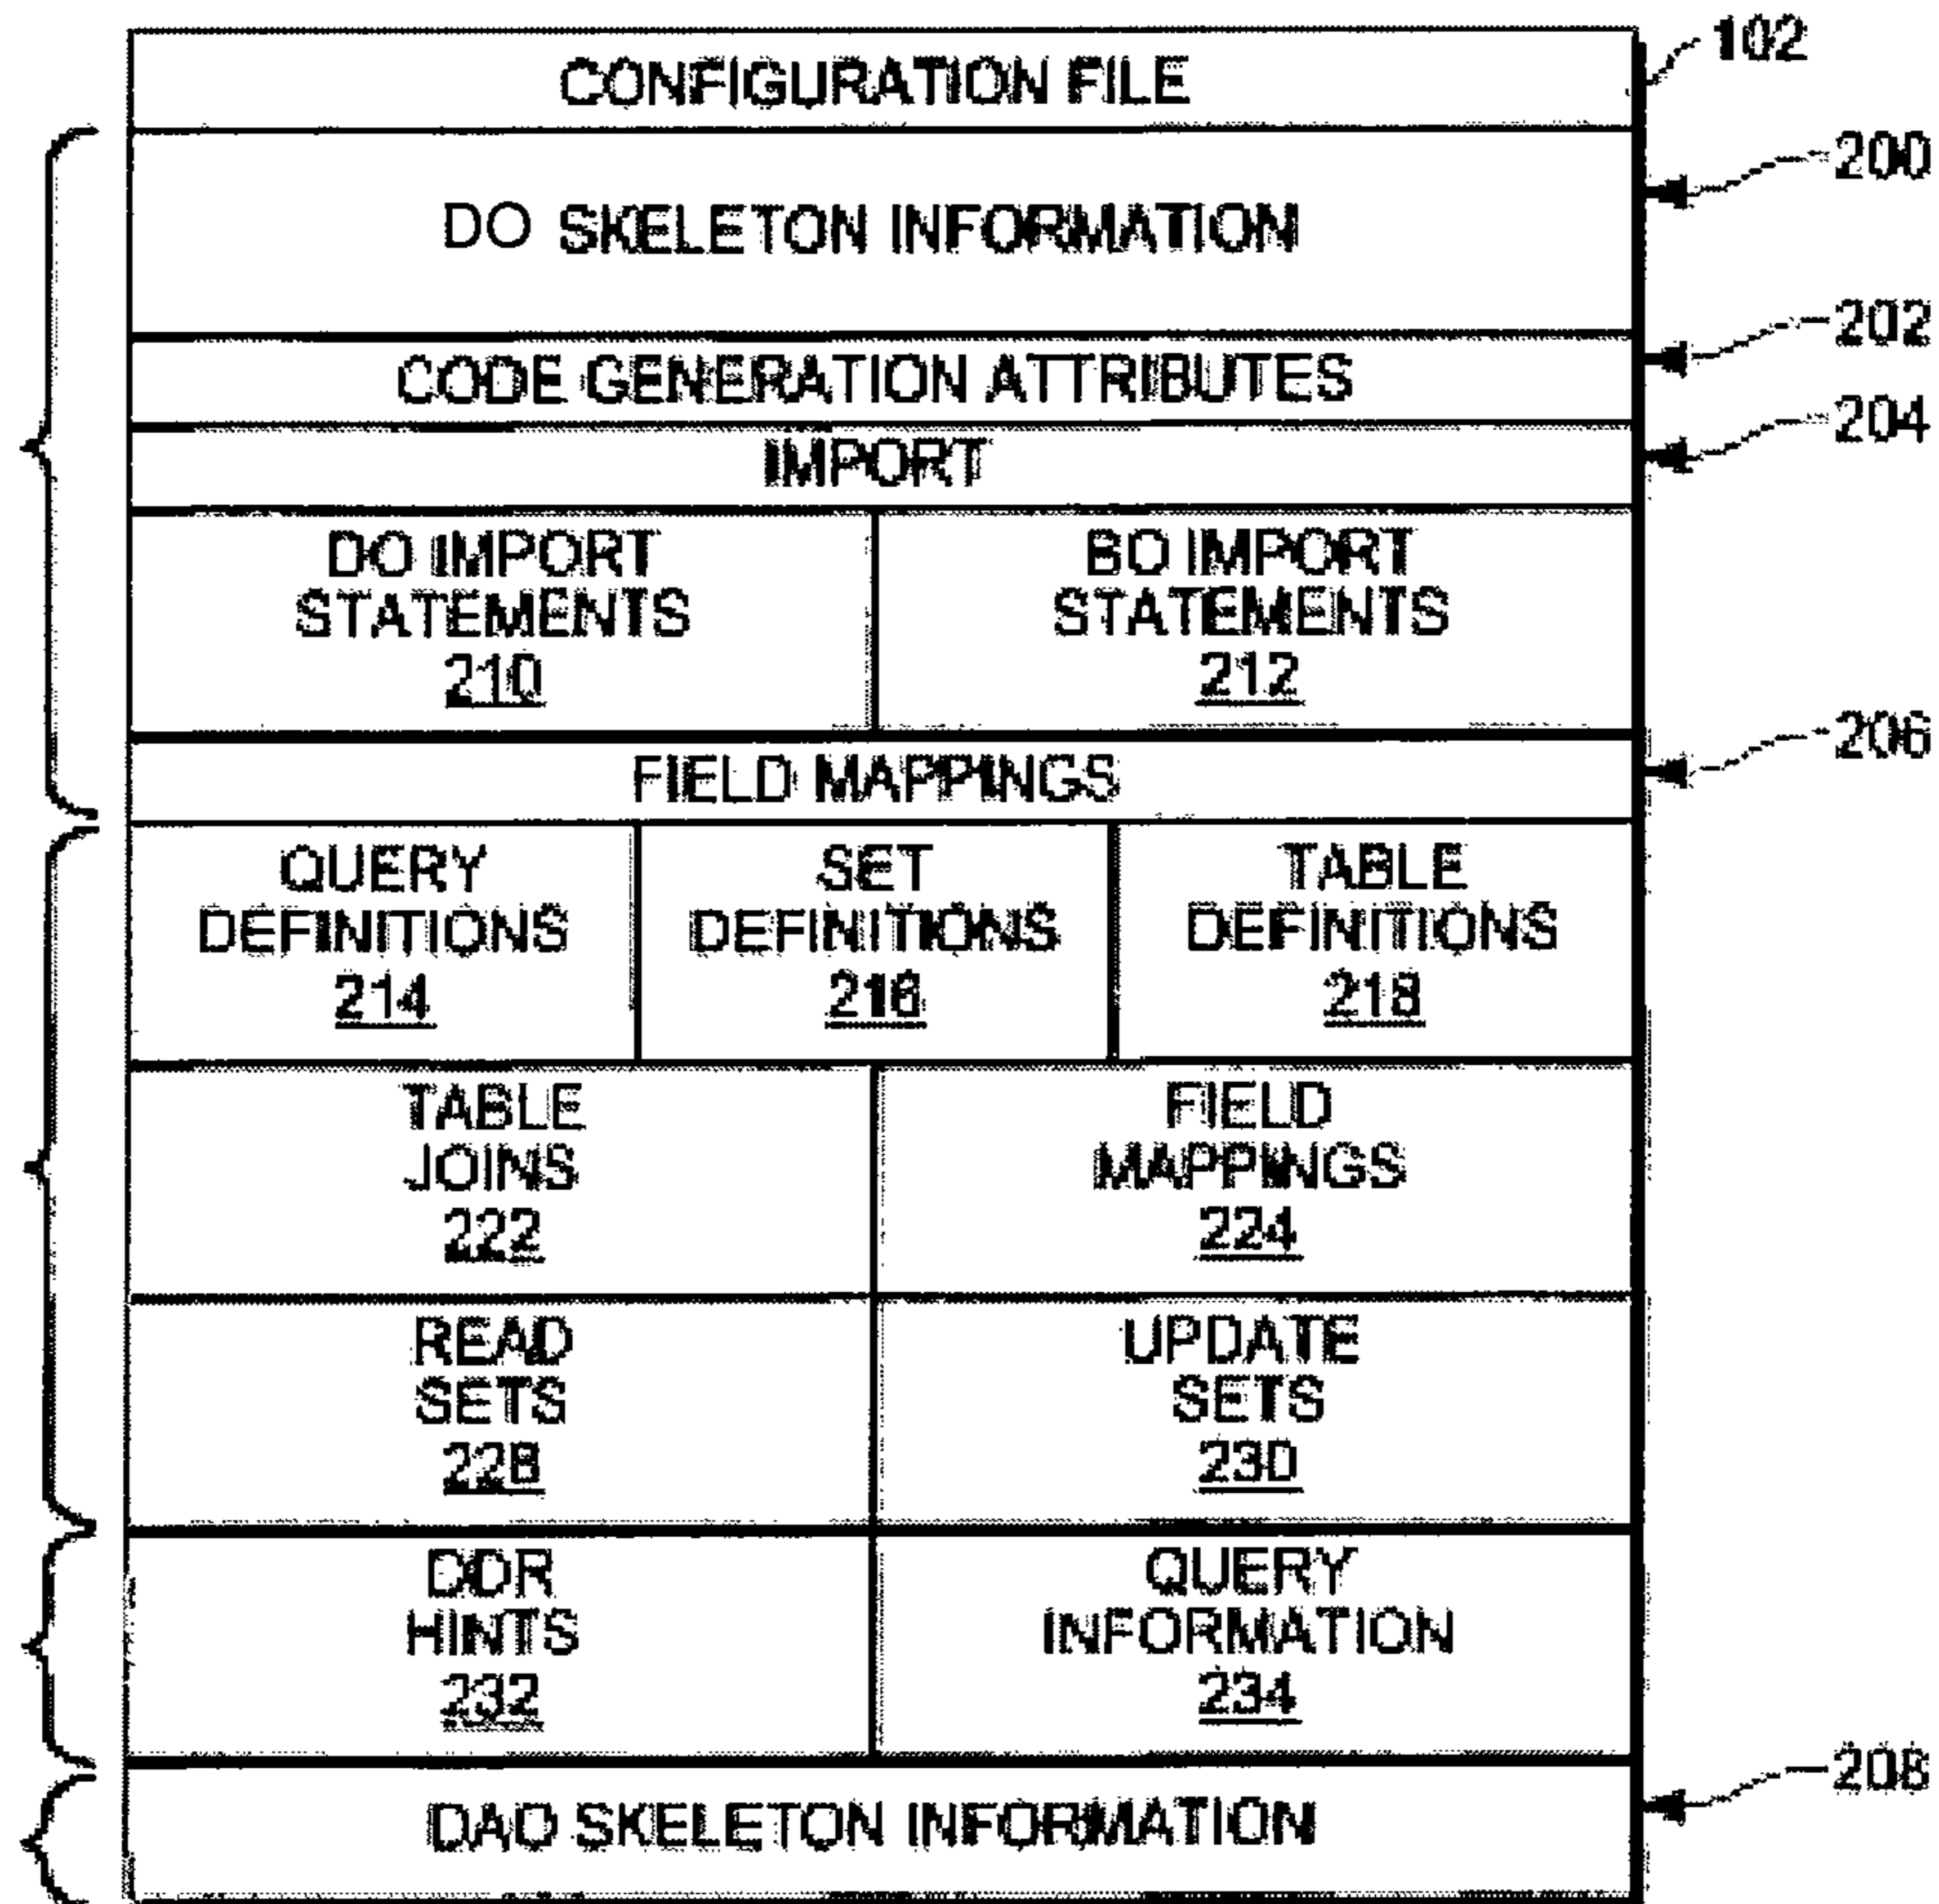 CONFIGURATION FILE
102
DO SKELETON INFORMATION
200
CODE GENERATION ATTRIBUTES
202
IMPORT
204
DO IMPORT
STATEMENTS
210
BO IMPORT
STATEMENTS
212
FIELD MAPPINGS
206
QUERY
DEFINITIONS
214
SET
DEFINITIONS
216
TABLE
DEFINITIONS
218
TABLE
JOINS
222
FIELD
MAPPINGS
224
READ
SETS
228
UPDATE
SETS
230
DDR
HINTS
232
QUERY
INFORMATION
234
DAO SKELETON INFORMATION
208